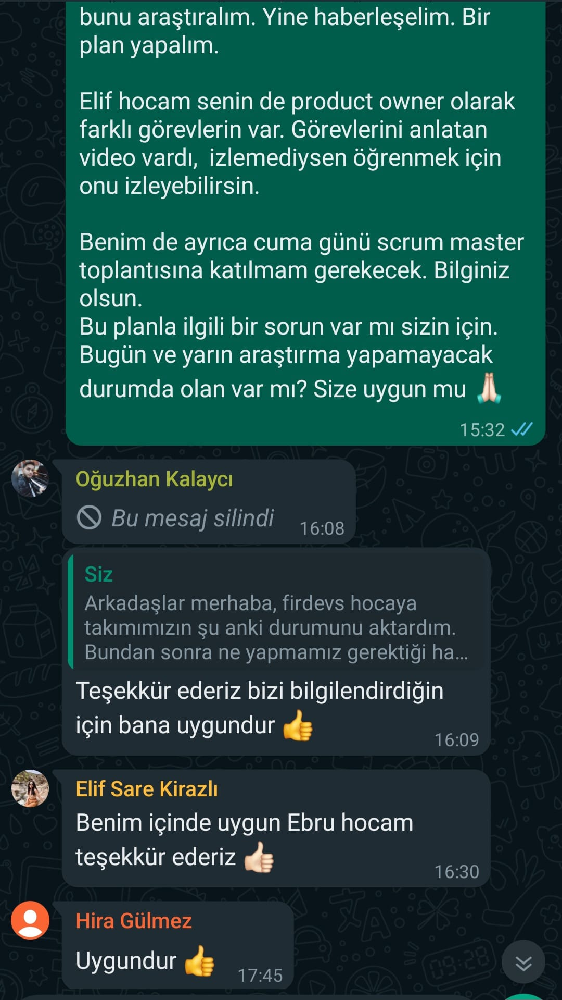 bunu araştıralım. Yine haberleşelim. Bir
plan yapalım.
Elif hocam senin de product owner olarak
farklı görevlerin var. Görevlerini anlatan
video vardı,  izlemediysen öğrenmek için
onu izleyebilirsin.
Benim de ayrıca cuma günü scrum master
toplantısına katılmam gerekecek. Bilginiz
olsun.
Bu planla ilgili bir sorun var mı sizin için.
Bugün ve yarın araştırma yapamayacak
durumda olan var mı? Size uygun mu 🙏🏻
15:32
Oğuzhan Kalaycı
Bu mesaj silindi
16:08
Siz
Arkadaşlar merhaba, firdevs hocaya
takımımızın şu anki durumunu aktardım.
Bundan sonra ne yapmamız gerektiği ha...
Teşekkür ederiz bizi bilgilendirdiğin
için bana uygundur 👍
16:09
Elif Sare Kirazlı
Benim içinde uygun Ebru hocam
teşekkür ederiz 👍🏻
16:30
Hira Gülmez
Uygundur 👍
17:45